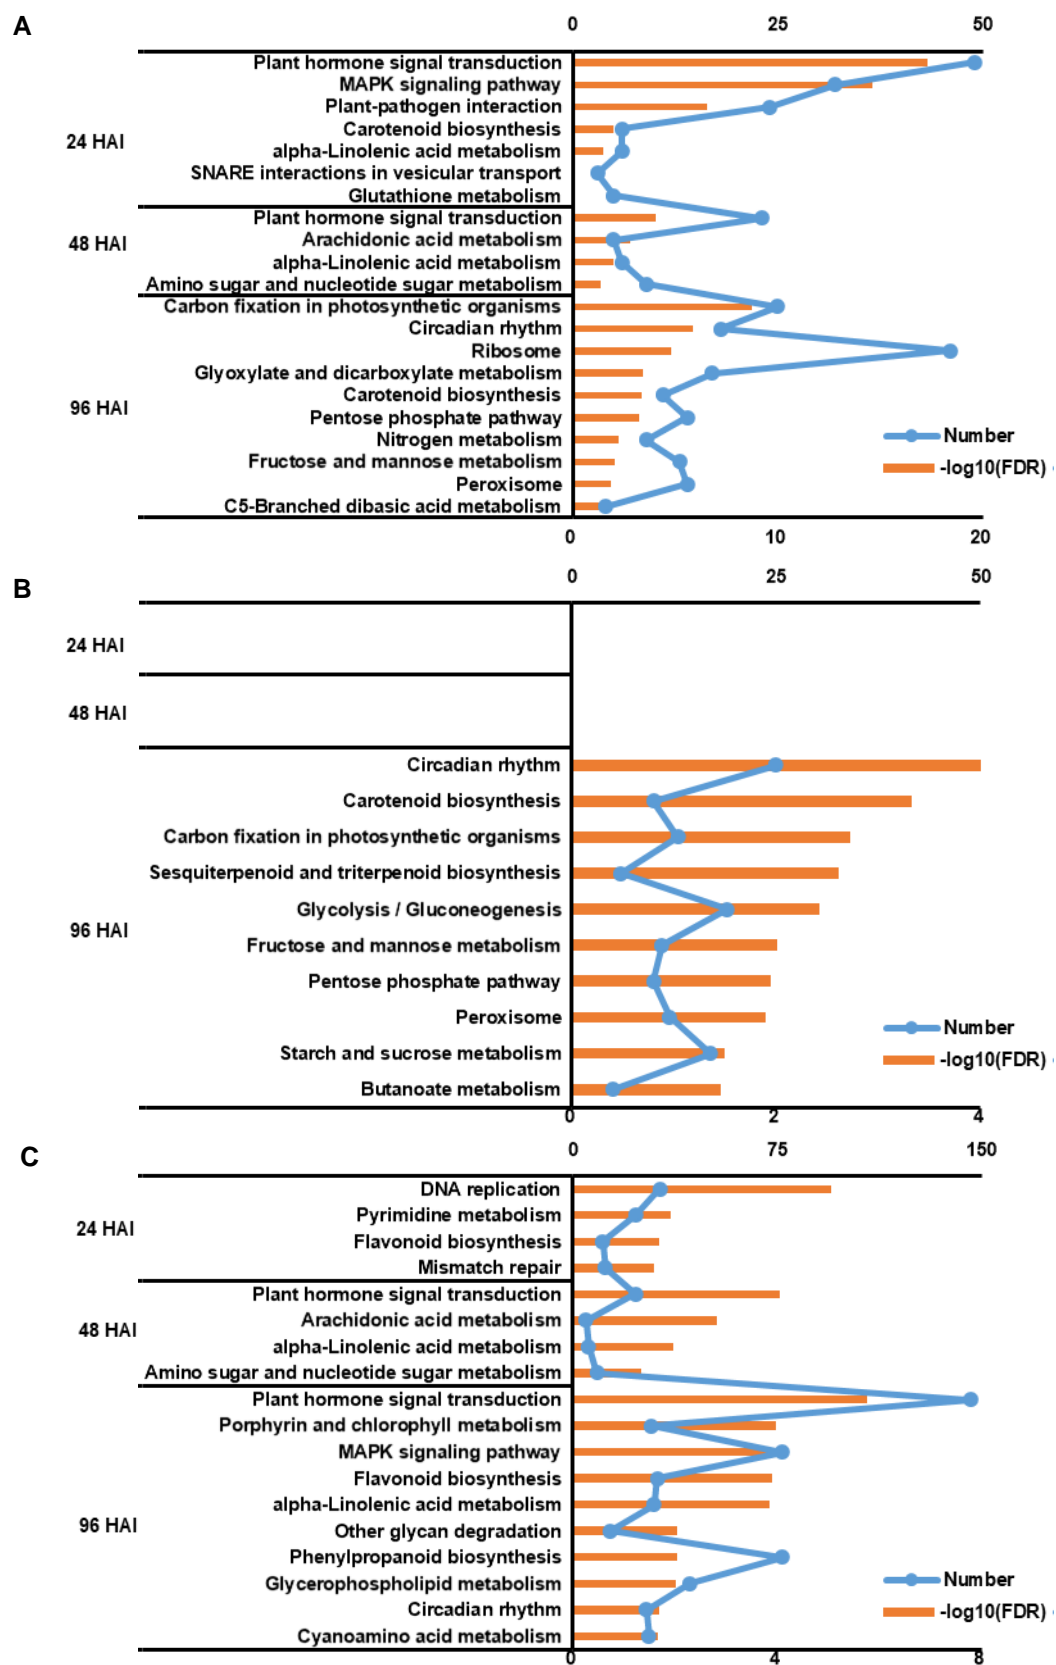 A
0 25 50
Plant hormone signal transduction
MAPK signaling pathway
Plant-pathogen interaction
Carotenoid biosynthesis
24 HAI
alpha-Linolenic acid metabolism
SNARE interactions in vesicular transport
Glutathione metabolism
Plant hormone signal transduction
48 HAI
Arachidonic acid metabolism
alpha-Linolenic acid metabolism
Amino sugar and nucleotide sugar metabolism
Carbon fixation in photosynthetic organisms
Circadian rhythm
Ribosome
Glyoxylate and dicarboxylate metabolism
Carotenoid biosynthesis
96 HAI
Pentose phosphate pathway
Nitrogen metabolism
Number
Fructose and mannose metabolism
-log10(FDR)
Peroxisome
C5-Branched dibasic acid metabolism
0 10 20
B
0 25 50
24 HAI
48 HAI
Circadian rhythm
Carotenoid biosynthesis
Carbon fixation in photosynthetic organisms
Sesquiterpenoid and triterpenoid biosynthesis
Glycolysis / Gluconeogenesis
96 HAI
Fructose and mannose metabolism
Pentose phosphate pathway
Peroxisome
Number
Starch and sucrose metabolism
-log10(FDR)
Butanoate metabolism
0 2 4
C
0 75 150
DNA replication
Pyrimidine metabolism
24 HAI
Flavonoid biosynthesis
Mismatch repair
Plant hormone signal transduction
Arachidonic acid metabolism
48 HAI
alpha-Linolenic acid metabolism
Amino sugar and nucleotide sugar metabolism
Plant hormone signal transduction
Porphyrin and chlorophyll metabolism
MAPK signaling pathway
Flavonoid biosynthesis
alpha-Linolenic acid metabolism
96 HAI
Other glycan degradation
Phenylpropanoid biosynthesis
Number
Glycerophospholipid metabolism
-log10(FDR)
Circadian rhythm
Cyanoamino acid metabolism
0 4 8